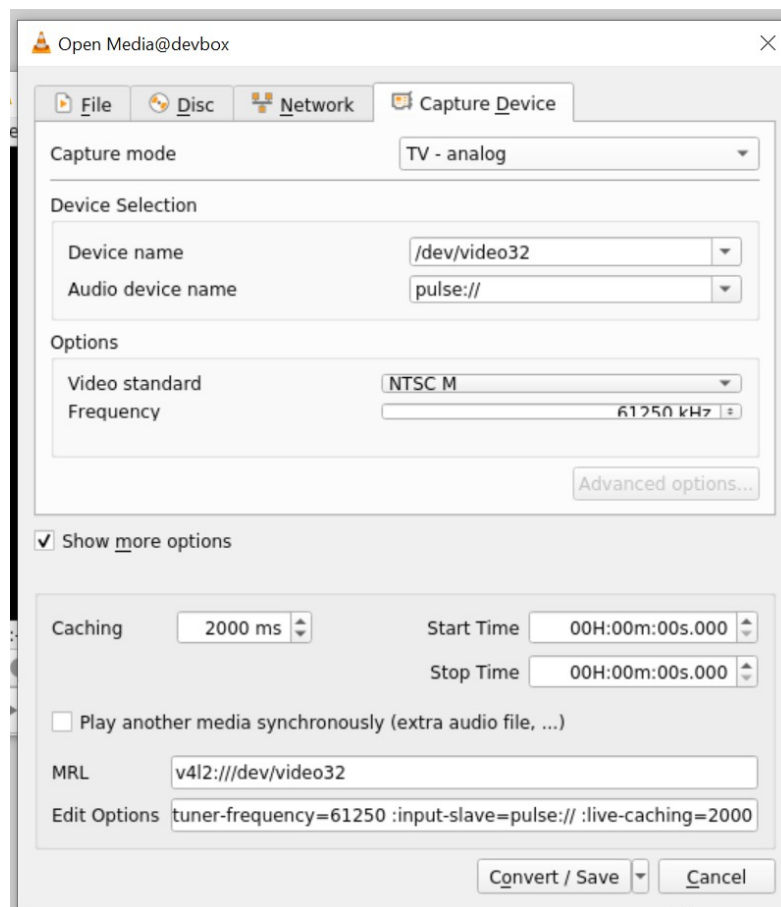 Open Media@devbox
File Disc Network Capture Device
Capture mode TV - analog
Device Selection
Device name /dev/video32
Audio device name pulse://
Options
Video standard NTSC M
Frequency 61250 kHz
Advanced options...
Show more options
Caching 2000 ms Start Time 00H:00m:00s.000
Stop Time 00H:00m:00s.000
Play another media synchronously (extra audio file, ...)
MRL v4l2:///dev/video32
Edit Options tuner-frequency=61250 :input-slave=pulse:// :live-caching=2000
Convert / Save Cancel